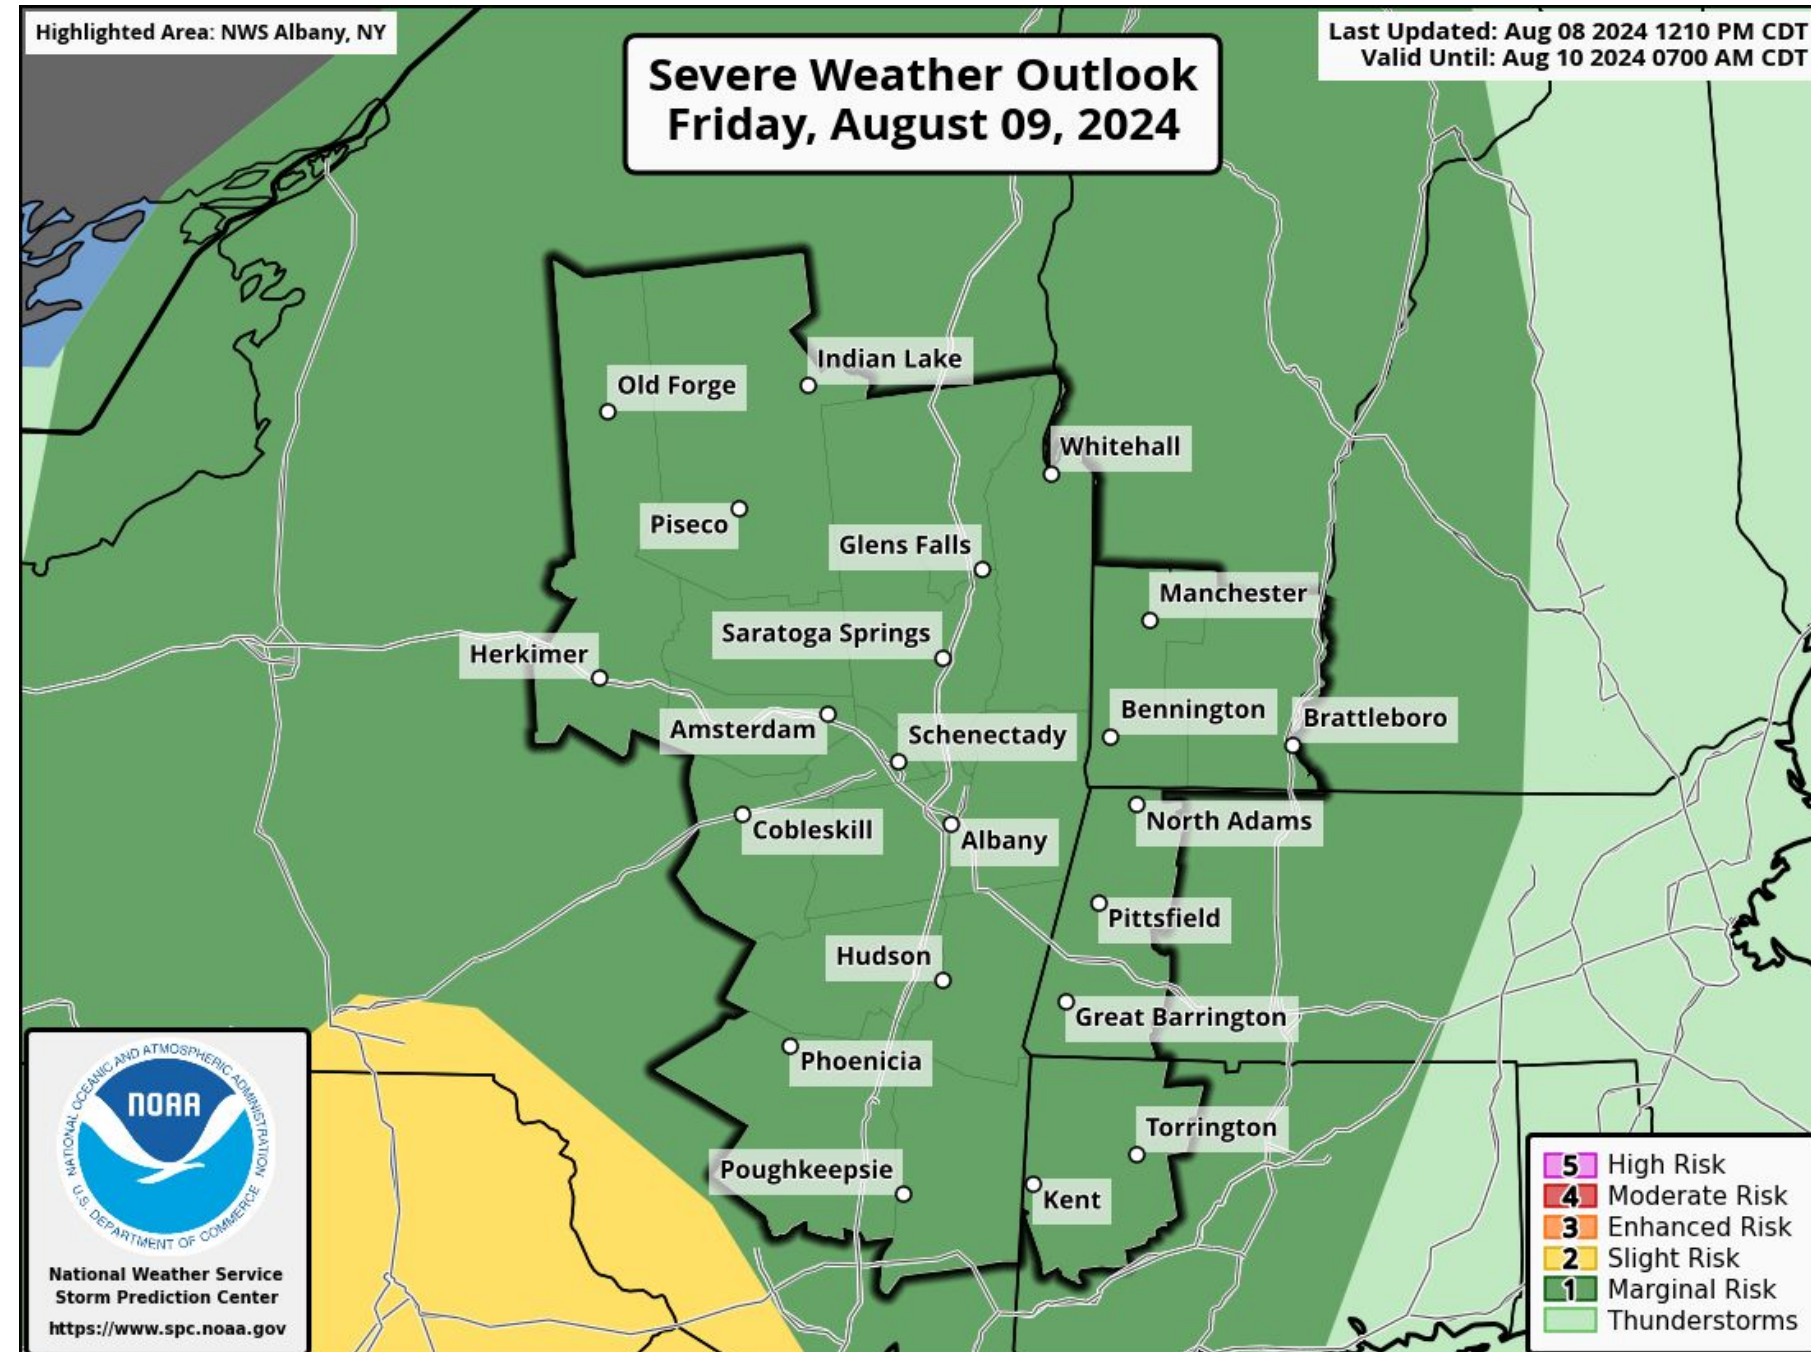 Highlighted Area: NWS Albany, NY
Last Updated: Aug 08 2024 1210 PM CDT
Valid Until: Aug 10 2024 0700 AM CDT
Severe Weather Outlook
Friday, August 09, 2024
Indian Lake
Old Forge
Whitehall
Piseco
Glens Falls
Manchester
Saratoga Springs
Herkimer
Bennington
Brattleboro
Amsterdam
Schenectady
North Adams
Cobleskill
Albany
Pittsfield
Hudson
Great Barrington
Phoenicia
Torrington
Poughkeepsie
Kent
NATIONAL OCEANIC AND ATMOSPHERIC ADMINISTRATION
NOAA
U.S. DEPARTMENT OF COMMERCE
National Weather Service
Storm Prediction Center
https://www.spc.noaa.gov
5 High Risk
4 Moderate Risk
3 Enhanced Risk
2 Slight Risk
1 Marginal Risk
Thunderstorms